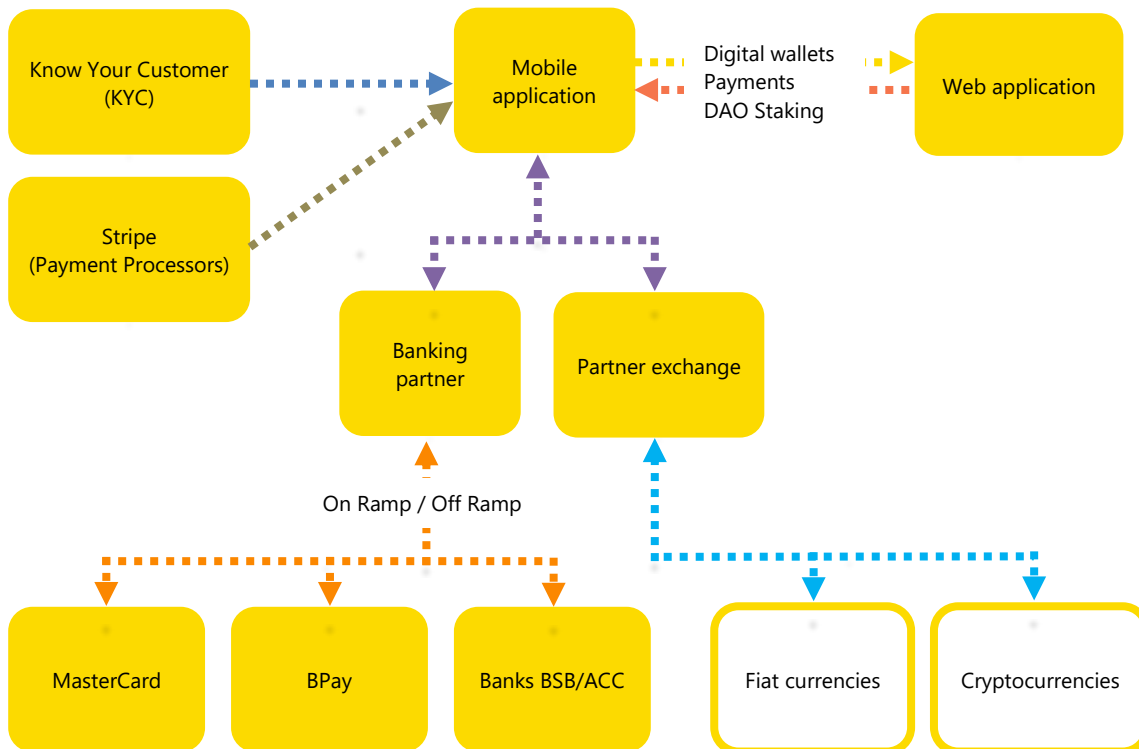 Know Your Customer
(KYC)
Mobile
application
Digital wallets
Payments
DAO Staking
Web application
Stripe
(Payment Processors)
Banking
partner
Partner exchange
On Ramp / Off Ramp
MasterCard
BPay
Banks BSB/ACC
Fiat currencies
Cryptocurrencies